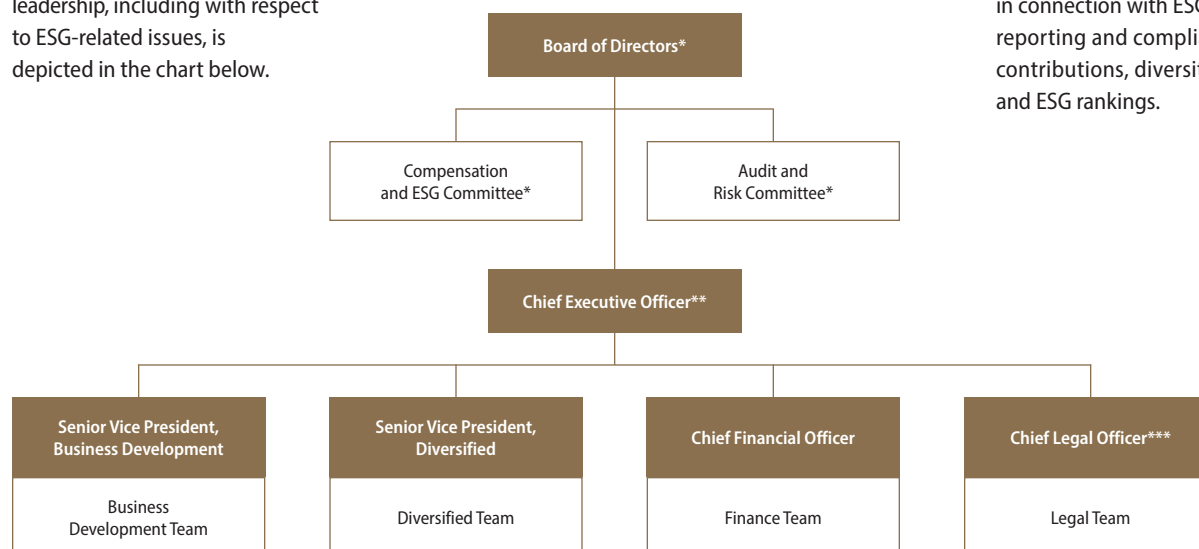 leadership, including with respect
to ESG-related issues, is
depicted in the chart below.
in connection with ESG
reporting and compli
contributions, diversit
and ESG rankings.
Board of Directors*
Compensation
and ESG Committee*
Audit and
Risk Committee*
Chief Executive Officer**
Senior Vice President,
Business Development
Senior Vice President,
Diversified
Chief Financial Officer
Chief Legal Officer***
Business
Development Team
Diversified Team
Finance Team
Legal Team